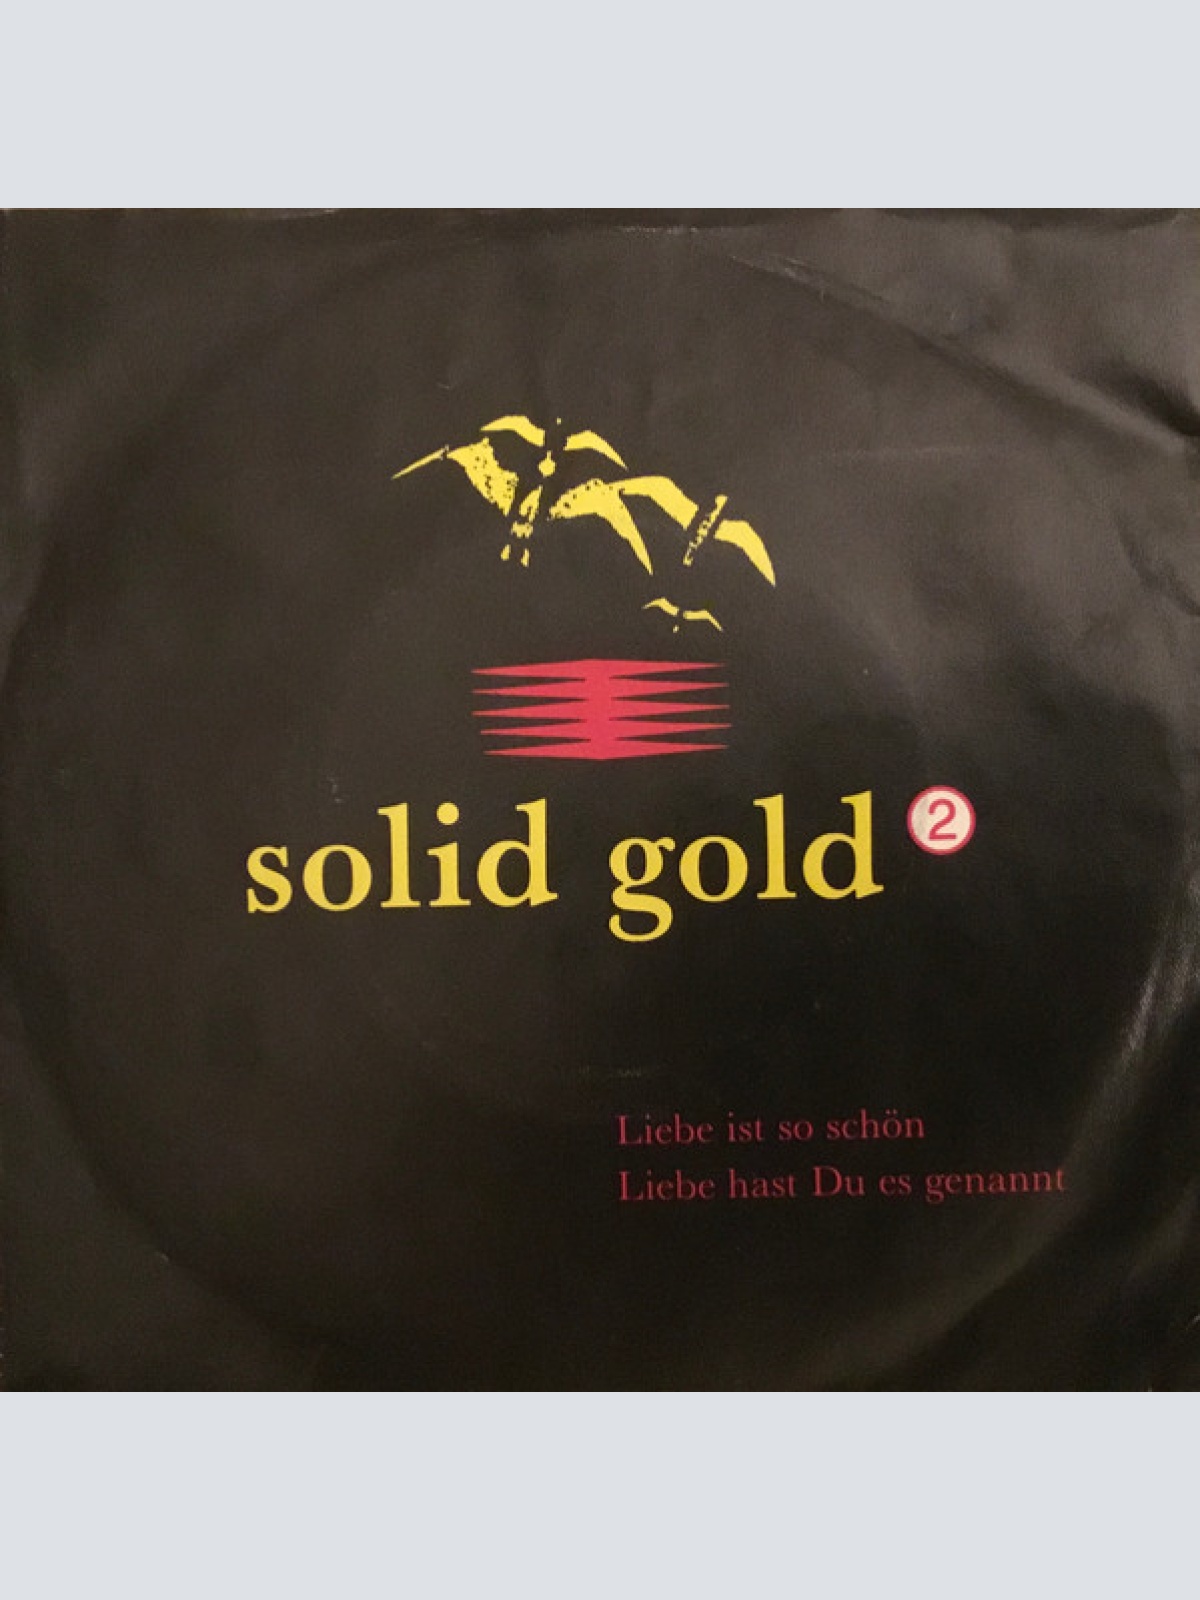 solid gold 2
Liebe ist so schön
Liebe hast Du es genannt